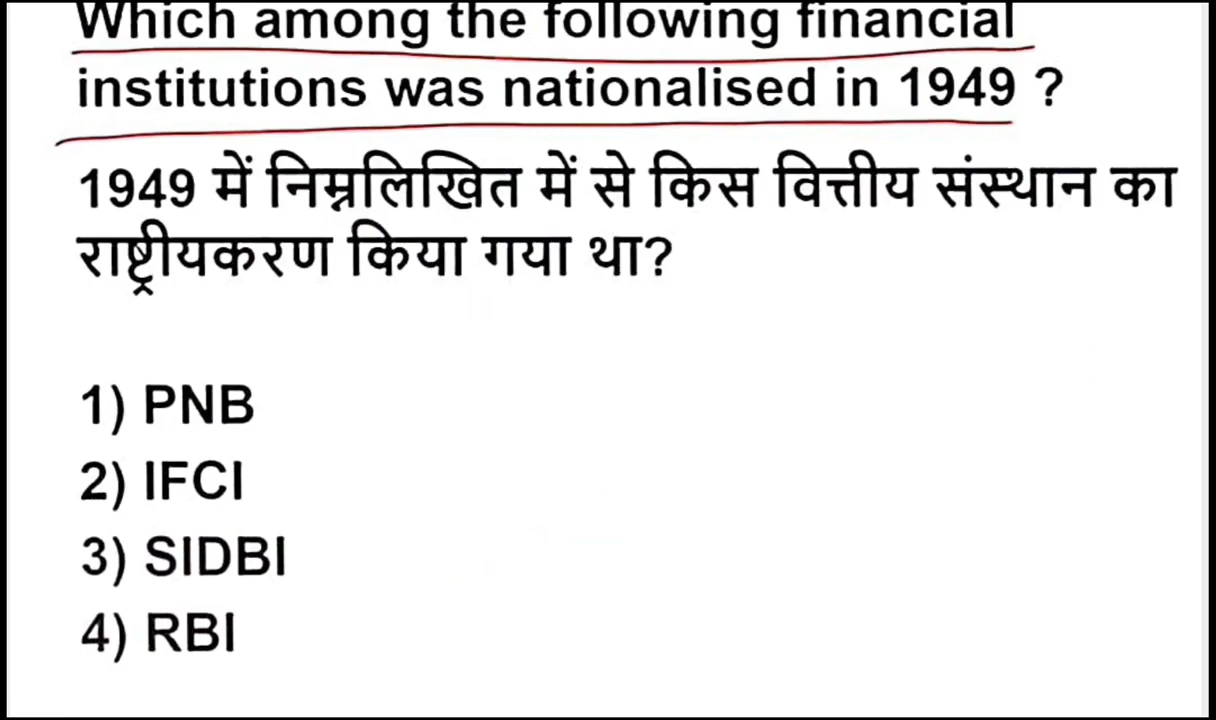 Which among the following financial
institutions was nationalised in 1949 ?
1949 में निम्नलिखित में से किस वित्तीय संस्थान का
राष्ट्रीयकरण किया गया था?
1) PNB
2) IFCI
3) SIDBI
4) RBI